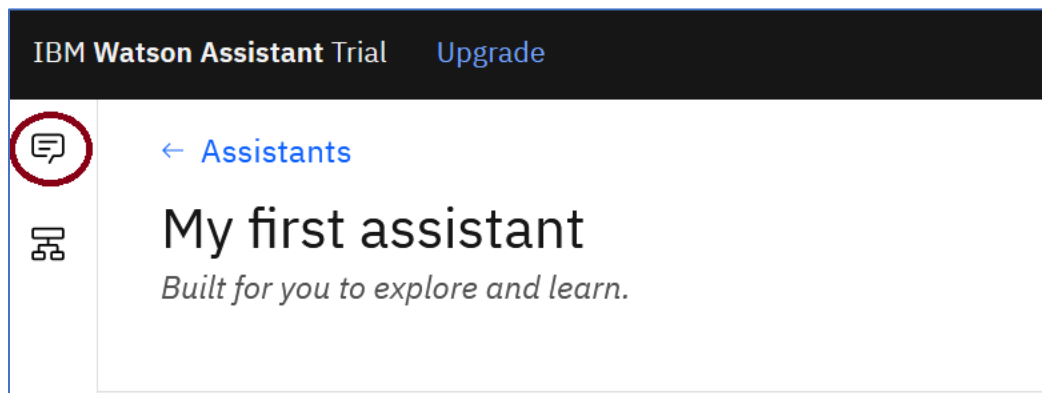 IBM Watson Assistant Trial Upgrade
← Assistants
My first assistant
Built for you to explore and learn.